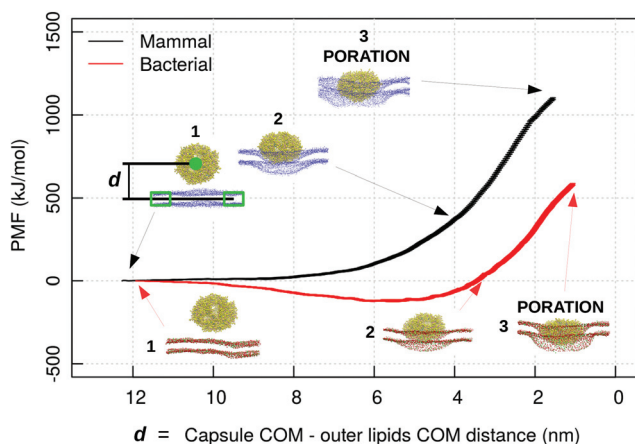 1500
1000
500
0
-500
PMF (kJ/mol)
Mammal
Bacterial
3
PORATION
2
1
d
1
2
PORATION
3
12
10
8
6
4
2
0
d = Capsule COM - outer lipids COM distance (nm)